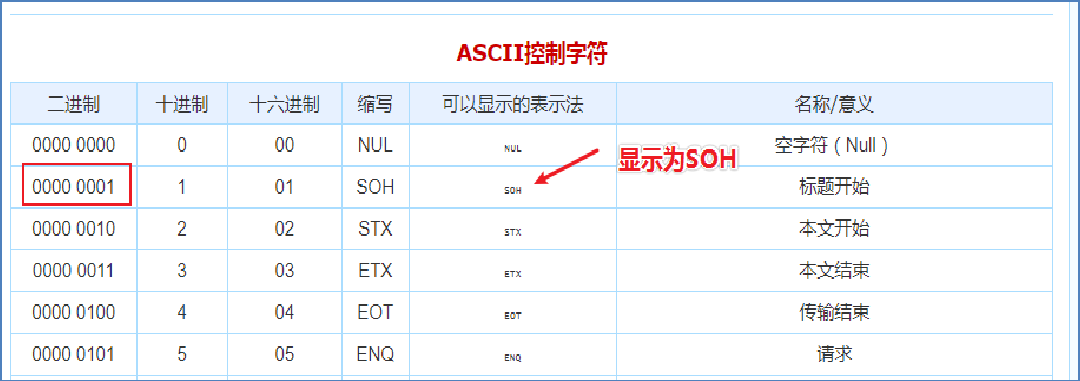 ASCII控制字符
二进制 十进制 十六进制 缩写 可以显示的表示法 名称/意义
0000 0000 0 00 NUL NUL 空字符 ( Null )
显示为SOH
0000 0001 1 01 SOH SOH 标题开始
0000 0010 2 02 STX STX 本文开始
0000 0011 3 03 ETX ETX 本文结束
0000 0100 4 04 EOT EOT 传输结束
0000 0101 5 05 ENQ ENQ 请求